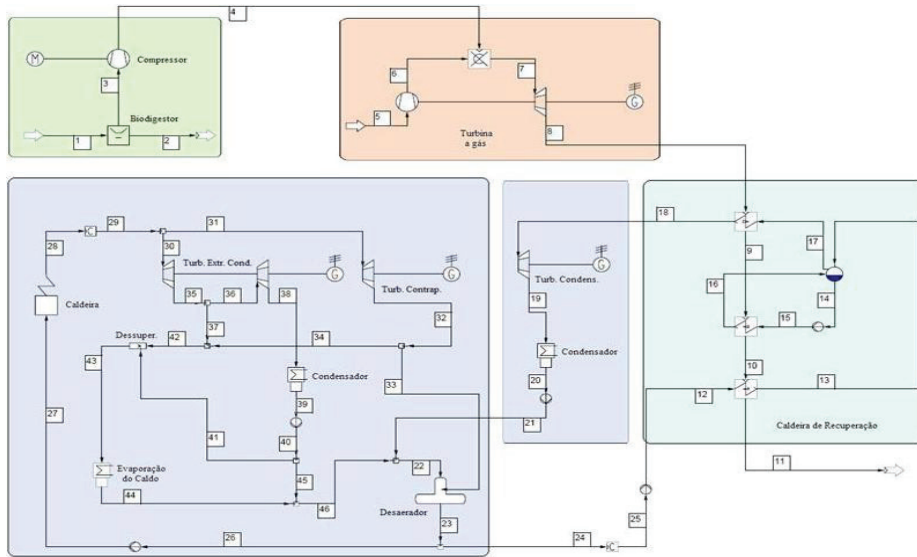 4
M
Compressor
3
Biodigestor
1
2
6
7
5
G
8
Turbina
a gás
28
29
31
30
Turb. Extr. Cond.
G
G
35
36
38
Turb. Contrap.
Caldeira
37
32
Dessuper.
42
34
43
33
Condensador
39
27
41
40
Evaporação
do Caldo
45
44
46
22
Desaerador
23
26
24
C
C
18
G
Turb. Condens.
19
Condensador
20
21
17
9
16
14
15
10
12
13
Caldeira de Recuperação
11
25